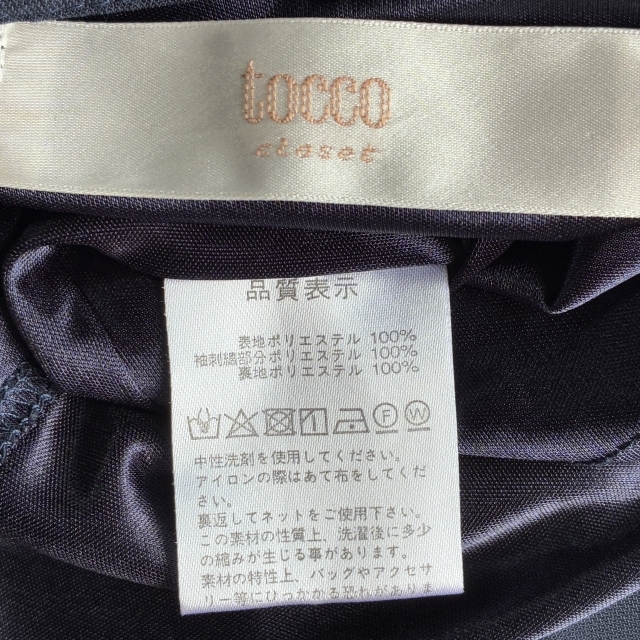 tocco
closet
品質表示
表地ポリエステル 100%
袖刺繍部分ポリエステル 100%
裏地ポリエステル 100%
F W
中性洗剤を使用してください。
アイロンの際はあて布をしてください。
裏返してネットをご使用下さい。
この素材の性質上、洗濯後に多少
の縮みが生じる事があります。
素材の特性上、バッグやアクセサ
リー等にひっかかる恐れがありま